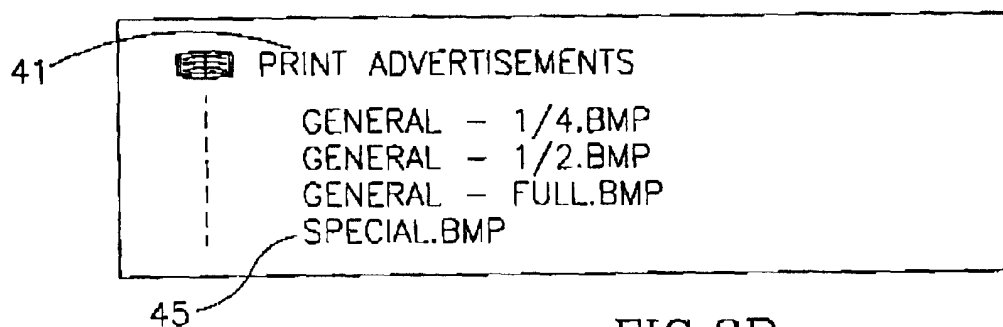 41
PRINT ADVERTISEMENTS
GENERAL - 1/4.BMP
GENERAL - 1/2.BMP
GENERAL - FULL.BMP
SPECIAL.BMP
45